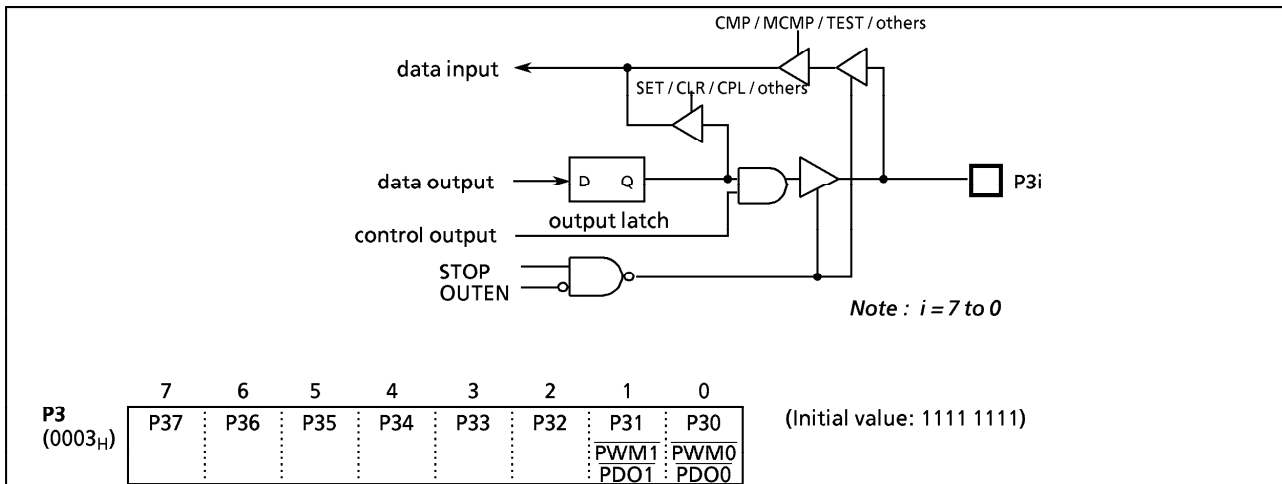 CMP / MCMP / TEST / others
data input
SET / CLR / CPL / others
data output
D Q
P3i
output latch
control output
STOP
OUTEN
Note : i = 7 to 0
7 6 5 4 3 2 1 0
P3 P37 P36 P35 P34 P33 P32 P31 P30 (Initial value: 1111 1111)
(0003H)
PWM1 PWM0
PDO1 PDO0